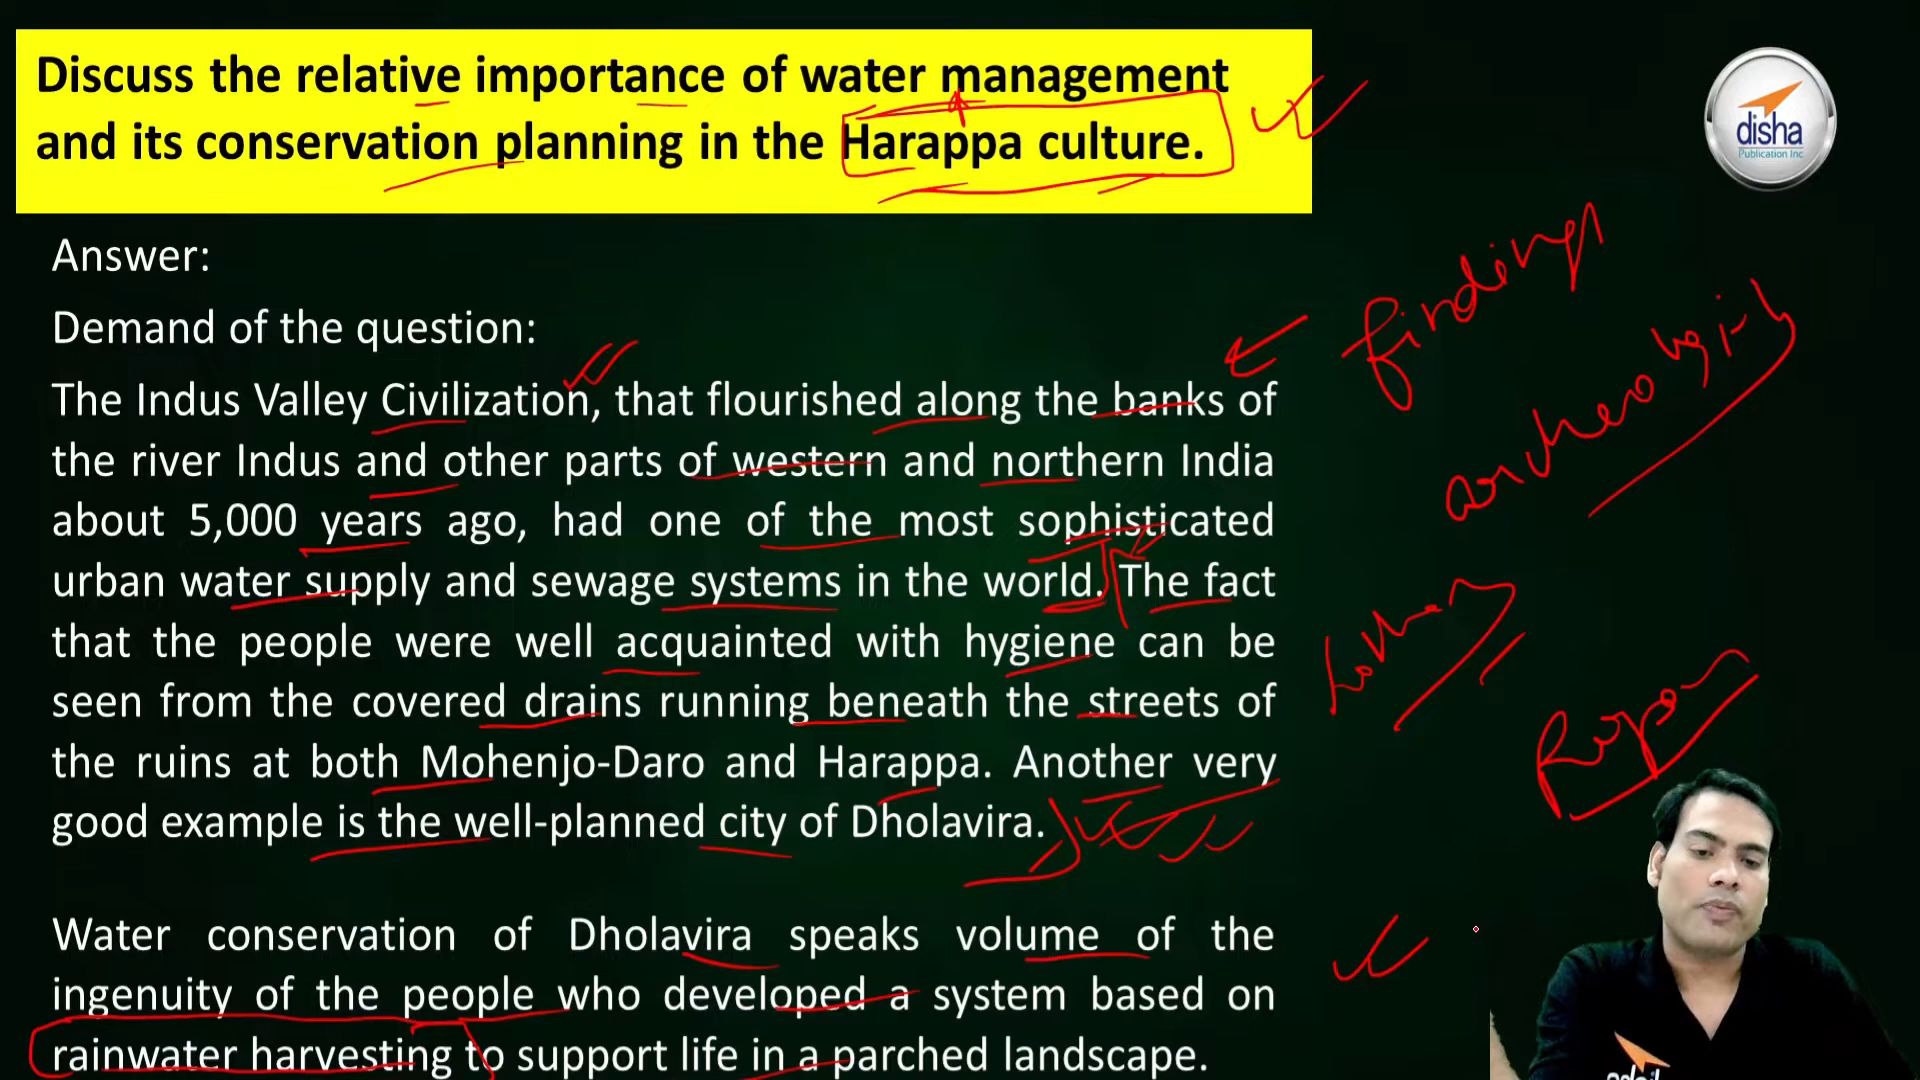 Discuss the relative importance of water management
and its conservation planning in the Harappa culture.
disha
Publication Inc
Answer:
Demand of the question:
The Indus Valley Civilization, that flourished along the banks of
the river Indus and other parts of western and northern India
about 5,000 years ago, had one of the most sophisticated
urban water supply and sewage systems in the world. The fact
that the people were well acquainted with hygiene can be
seen from the covered drains running beneath the streets of
the ruins at both Mohenjo-Daro and Harappa. Another very
good example is the well-planned city of Dholavira.
Water conservation of Dholavira speaks volume of the
ingenuity of the people who developed a system based on
rainwater harvesting to support life in a parched landscape.
findings